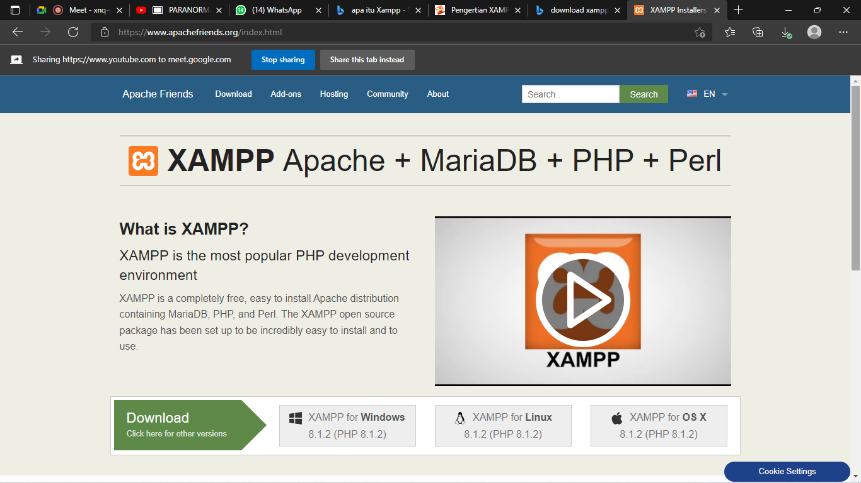 Meet - xnq-
PARANORM
(14) WhatsApp
apa itu Xampp - S
Pengertian XAMP
download xampp
XAMPP Installers
https://www.apachefriends.org/index.html
Sharing https://www.youtube.com to meet.google.com
Stop sharing
Share this tab instead
Apache Friends
Download
Add-ons
Hosting
Community
About
Search...
Search
EN
XAMPP Apache + MariaDB + PHP + Perl
What is XAMPP?
XAMPP is the most popular PHP development
environment
XAMPP is a completely free, easy to install Apache distribution
containing MariaDB, PHP, and Perl. The XAMPP open source
package has been set up to be incredibly easy to install and to
use.
XAMPP
Download
Click here for other versions
XAMPP for Windows
8.1.2 (PHP 8.1.2)
XAMPP for Linux
8.1.2 (PHP 8.1.2)
XAMPP for OS X
8.1.2 (PHP 8.1.2)
Cookie Settings